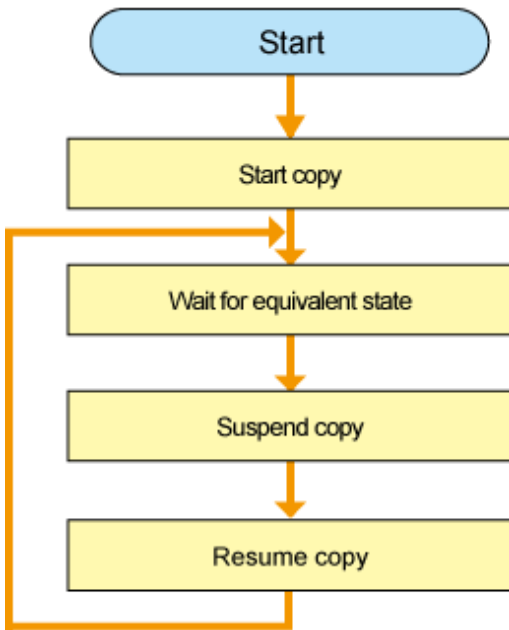 Start
Start copy
Wait for equivalent state
Suspend copy
Resume copy